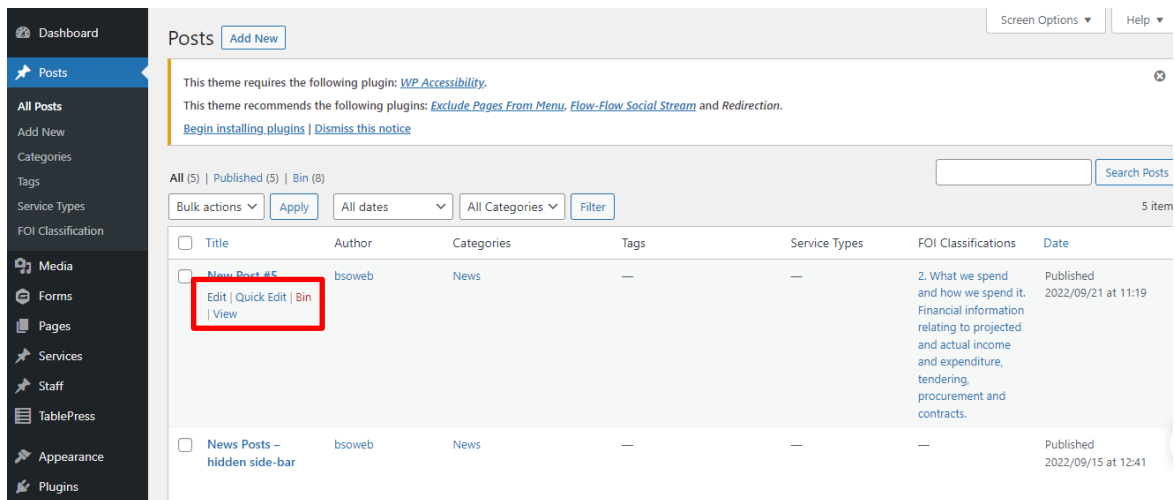 Dashboard
Posts
All Posts
Add New
Categories
Tags
Service Types
FOI Classification
Media
Forms
Pages
Services
Staff
TablePress
Appearance
Plugins
Posts Add New
Screen Options ▼ Help ▼
This theme requires the following plugin: WP Accessibility.
This theme recommends the following plugins: Exclude Pages From Menu, Flow-Flow Social Stream and Redirection.
Begin installing plugins | Dismiss this notice
All (5) | Published (5) | Bin (8)
Search Posts
Bulk actions Apply All dates All Categories Filter
5 item
Title Author Categories Tags Service Types FOI Classifications Date
New Post #5 bsoweb News — — 2. What we spend Published
Edit | Quick Edit | Bin and how we spend it. 2022/09/21 at 11:19
| View Financial information
relating to projected
and actual income
and expenditure,
tendering,
procurement and
contracts.
News Posts – bsoweb News — — — Published
hidden side-bar 2022/09/15 at 12:41